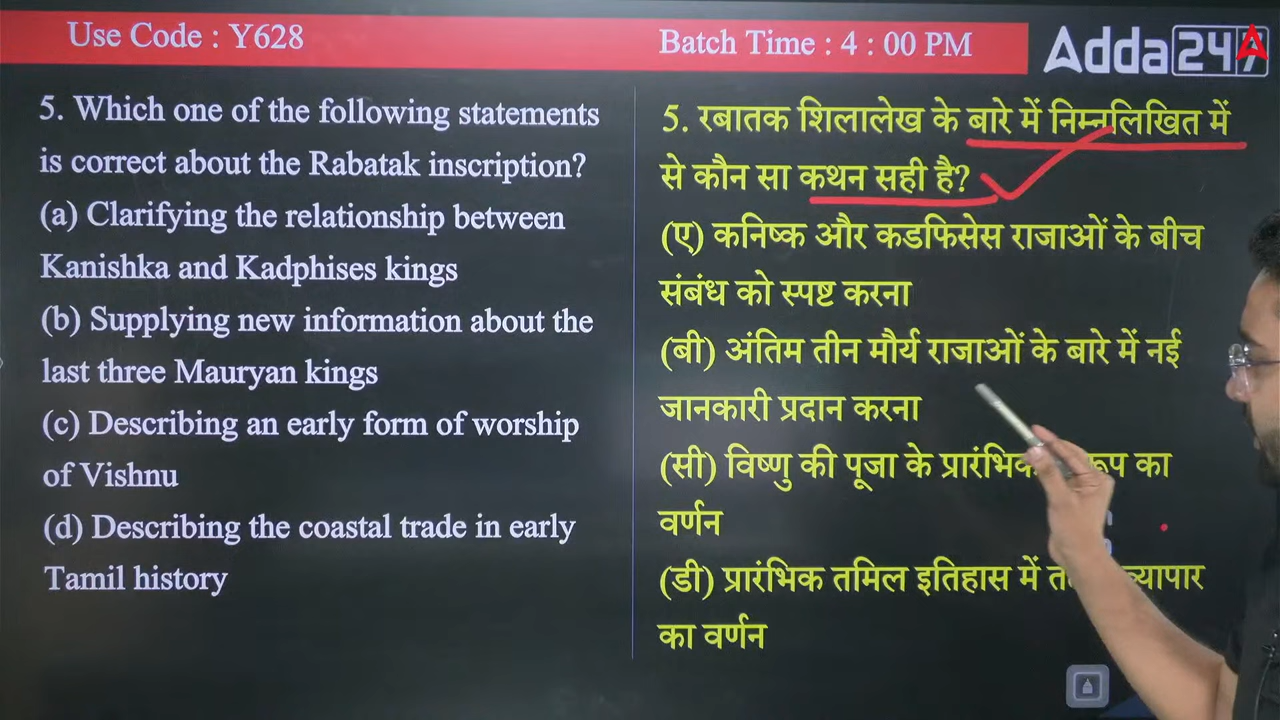 Use Code : Y628
Batch Time : 4 : 00 PM
Adda247
5. Which one of the following statements
is correct about the Rabatak inscription?
(a) Clarifying the relationship between
Kanishka and Kadphises kings
(b) Supplying new information about the
last three Mauryan kings
(c) Describing an early form of worship
of Vishnu
(d) Describing the coastal trade in early
Tamil history
5. रबातक शिलालेख के बारे में निम्नलिखित में
से कौन सा कथन सही है?
(ए) कनिष्क और कडफिसेस राजाओं के बीच
संबंध को स्पष्ट करना
(बी) अंतिम तीन मौर्य राजाओं के बारे में नई
जानकारी प्रदान करना
(सी) विष्णु की पूजा के का
वर्णन
(डी) प्रारंभिक तमिल इतिहास में व्यापार
का वर्णन